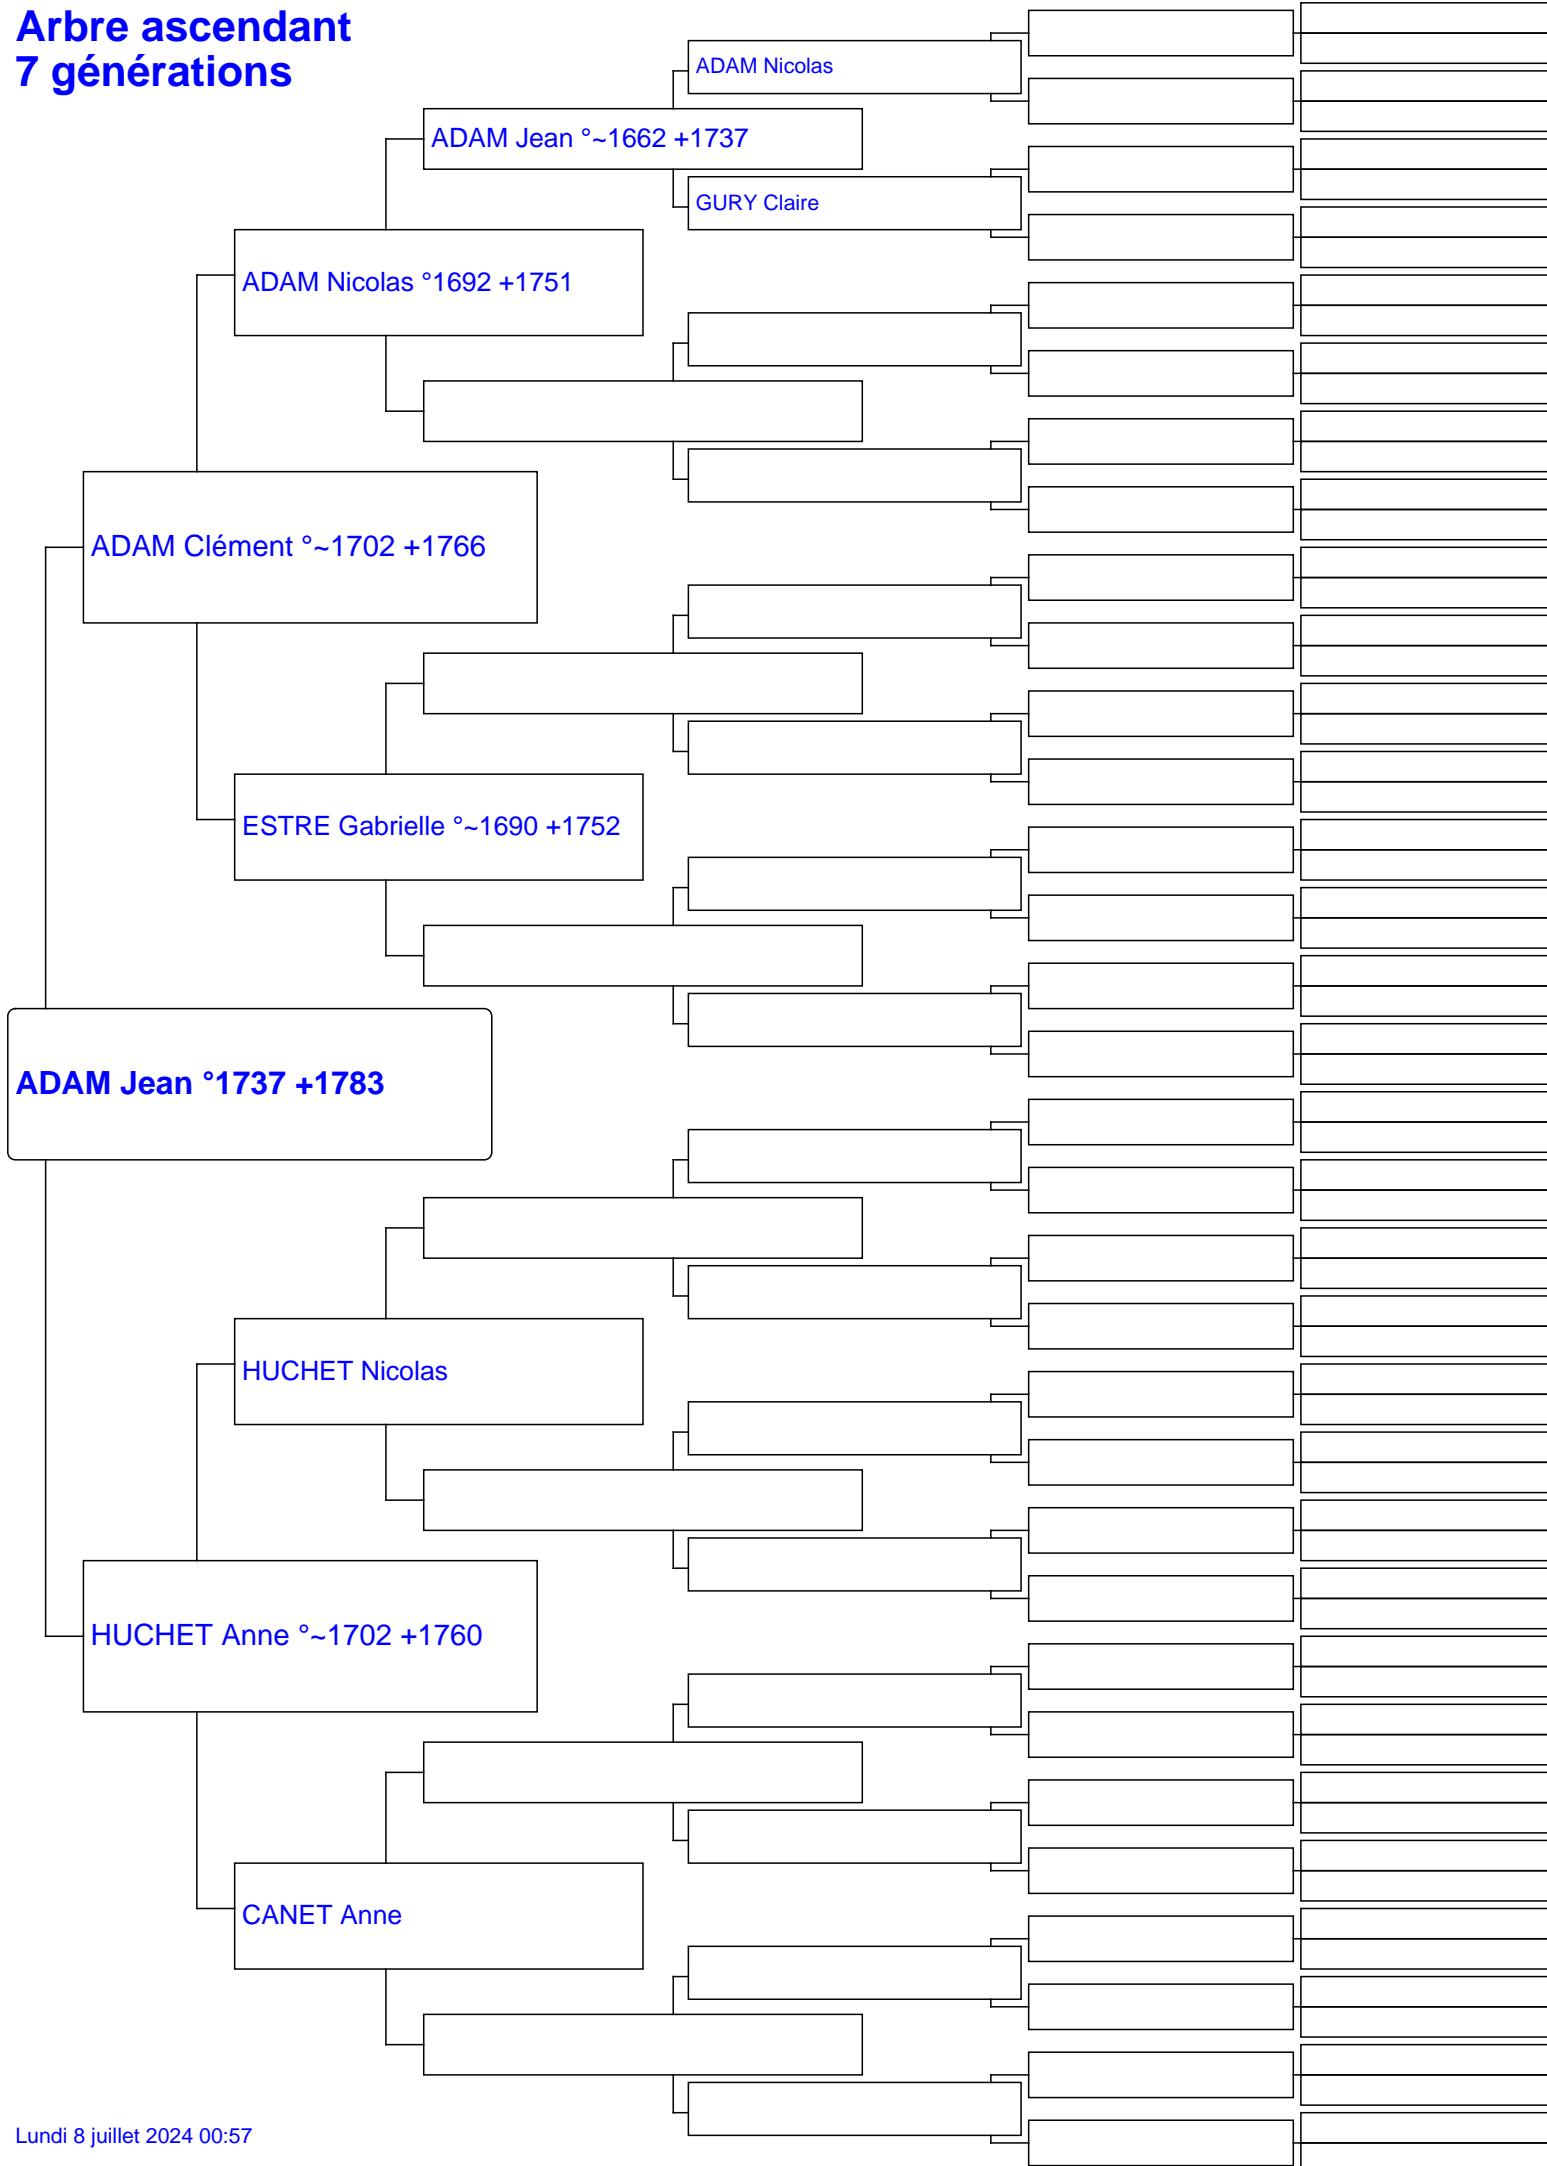 Arbre ascendant
7 générations
ADAM Nicolas
ADAM Jean °~1662 +1737
GURY Claire
ADAM Nicolas °1692 +1751
ADAM Clément °~1702 +1766
ESTRE Gabrielle °~1690 +1752
ADAM Jean °1737 +1783
HUCHET Nicolas
HUCHET Anne °~1702 +1760
CANET Anne
Lundi 8 juillet 2024 00:57